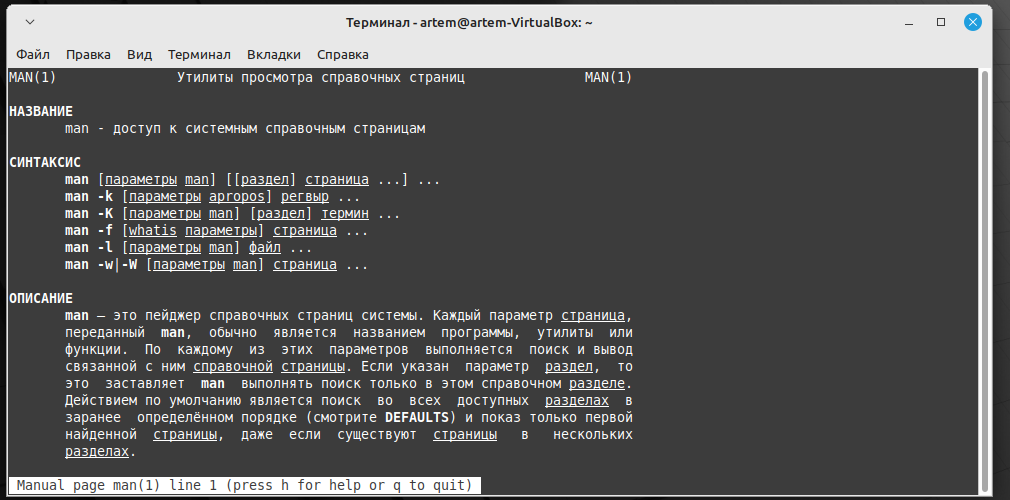 Терминал - artem@artem-VirtualBox: ~
Файл Правка Вид Терминал Вкладки Справка
MAN(1) Утилиты просмотра справочных страниц MAN(1)
НАЗВАНИЕ
man - доступ к системным справочным страницам
СИНТАКСИС
man [параметры man] [[раздел] страница ...] ...
man -k [параметры apropos] регвыр ...
man -K [параметры man] [раздел] термин ...
man -f [whatis параметры] страница ...
man -l [параметры man] файл ...
man -w|-W [параметры man] страница ...
ОПИСАНИЕ
man — это пейджер справочных страниц системы. Каждый параметр страница,
переданный man, обычно является названием программы, утилиты или
функции. По каждому из этих параметров выполняется поиск и вывод
связанной с ним справочной страницы. Если указан параметр раздел, то
это заставляет man выполнять поиск только в этом справочном разделе.
Действием по умолчанию является поиск во всех доступных разделах в
заранее определённом порядке (смотрите DEFAULTS) и показ только первой
найденной страницы, даже если существуют страницы в нескольких
разделах.
Manual page man(1) line 1 (press h for help or q to quit)